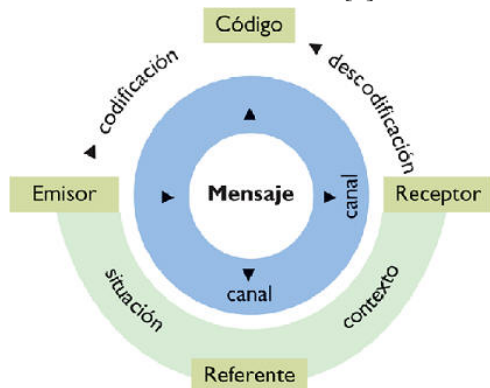 Código
codificación
descodificación
Emisor
Mensaje
canal
Receptor
canal
situación
contexto
Referente